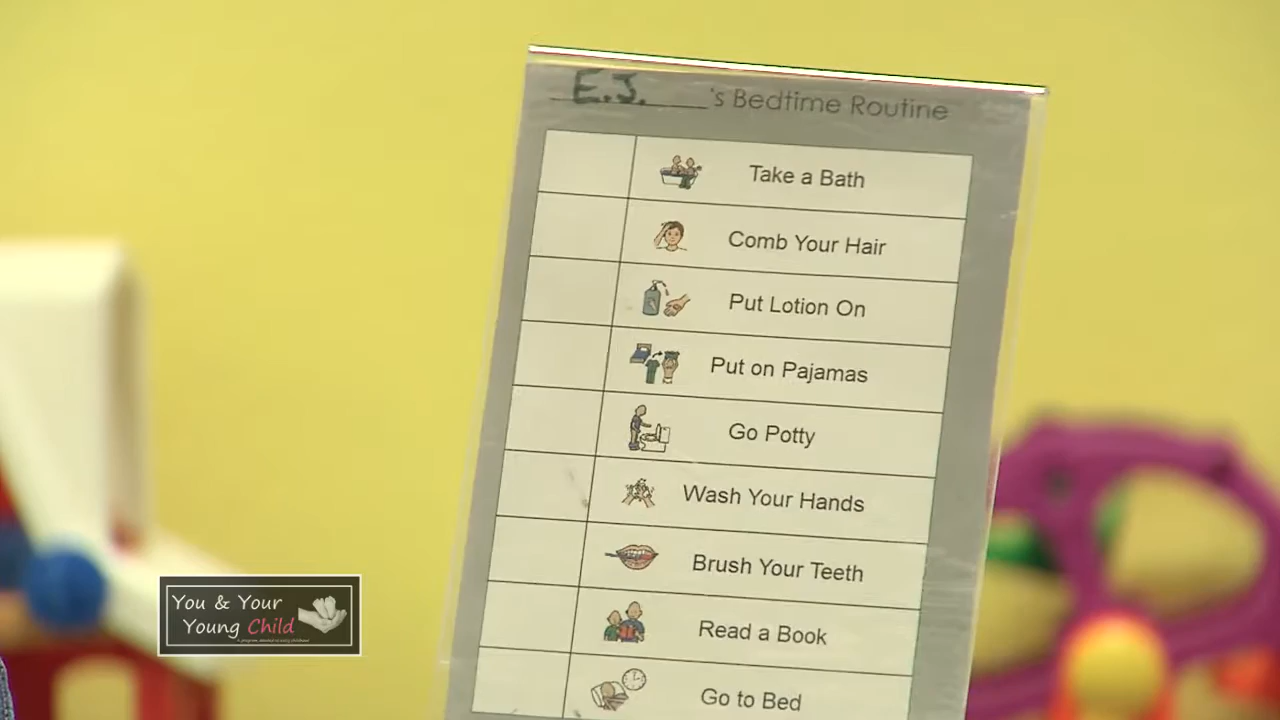 E.J. 's Bedtime Routine
Take a Bath
Comb Your Hair
Put Lotion On
Put on Pajamas
Go Potty
Wash Your Hands
Brush Your Teeth
Read a Book
Go to Bed
You & Your
Young Child